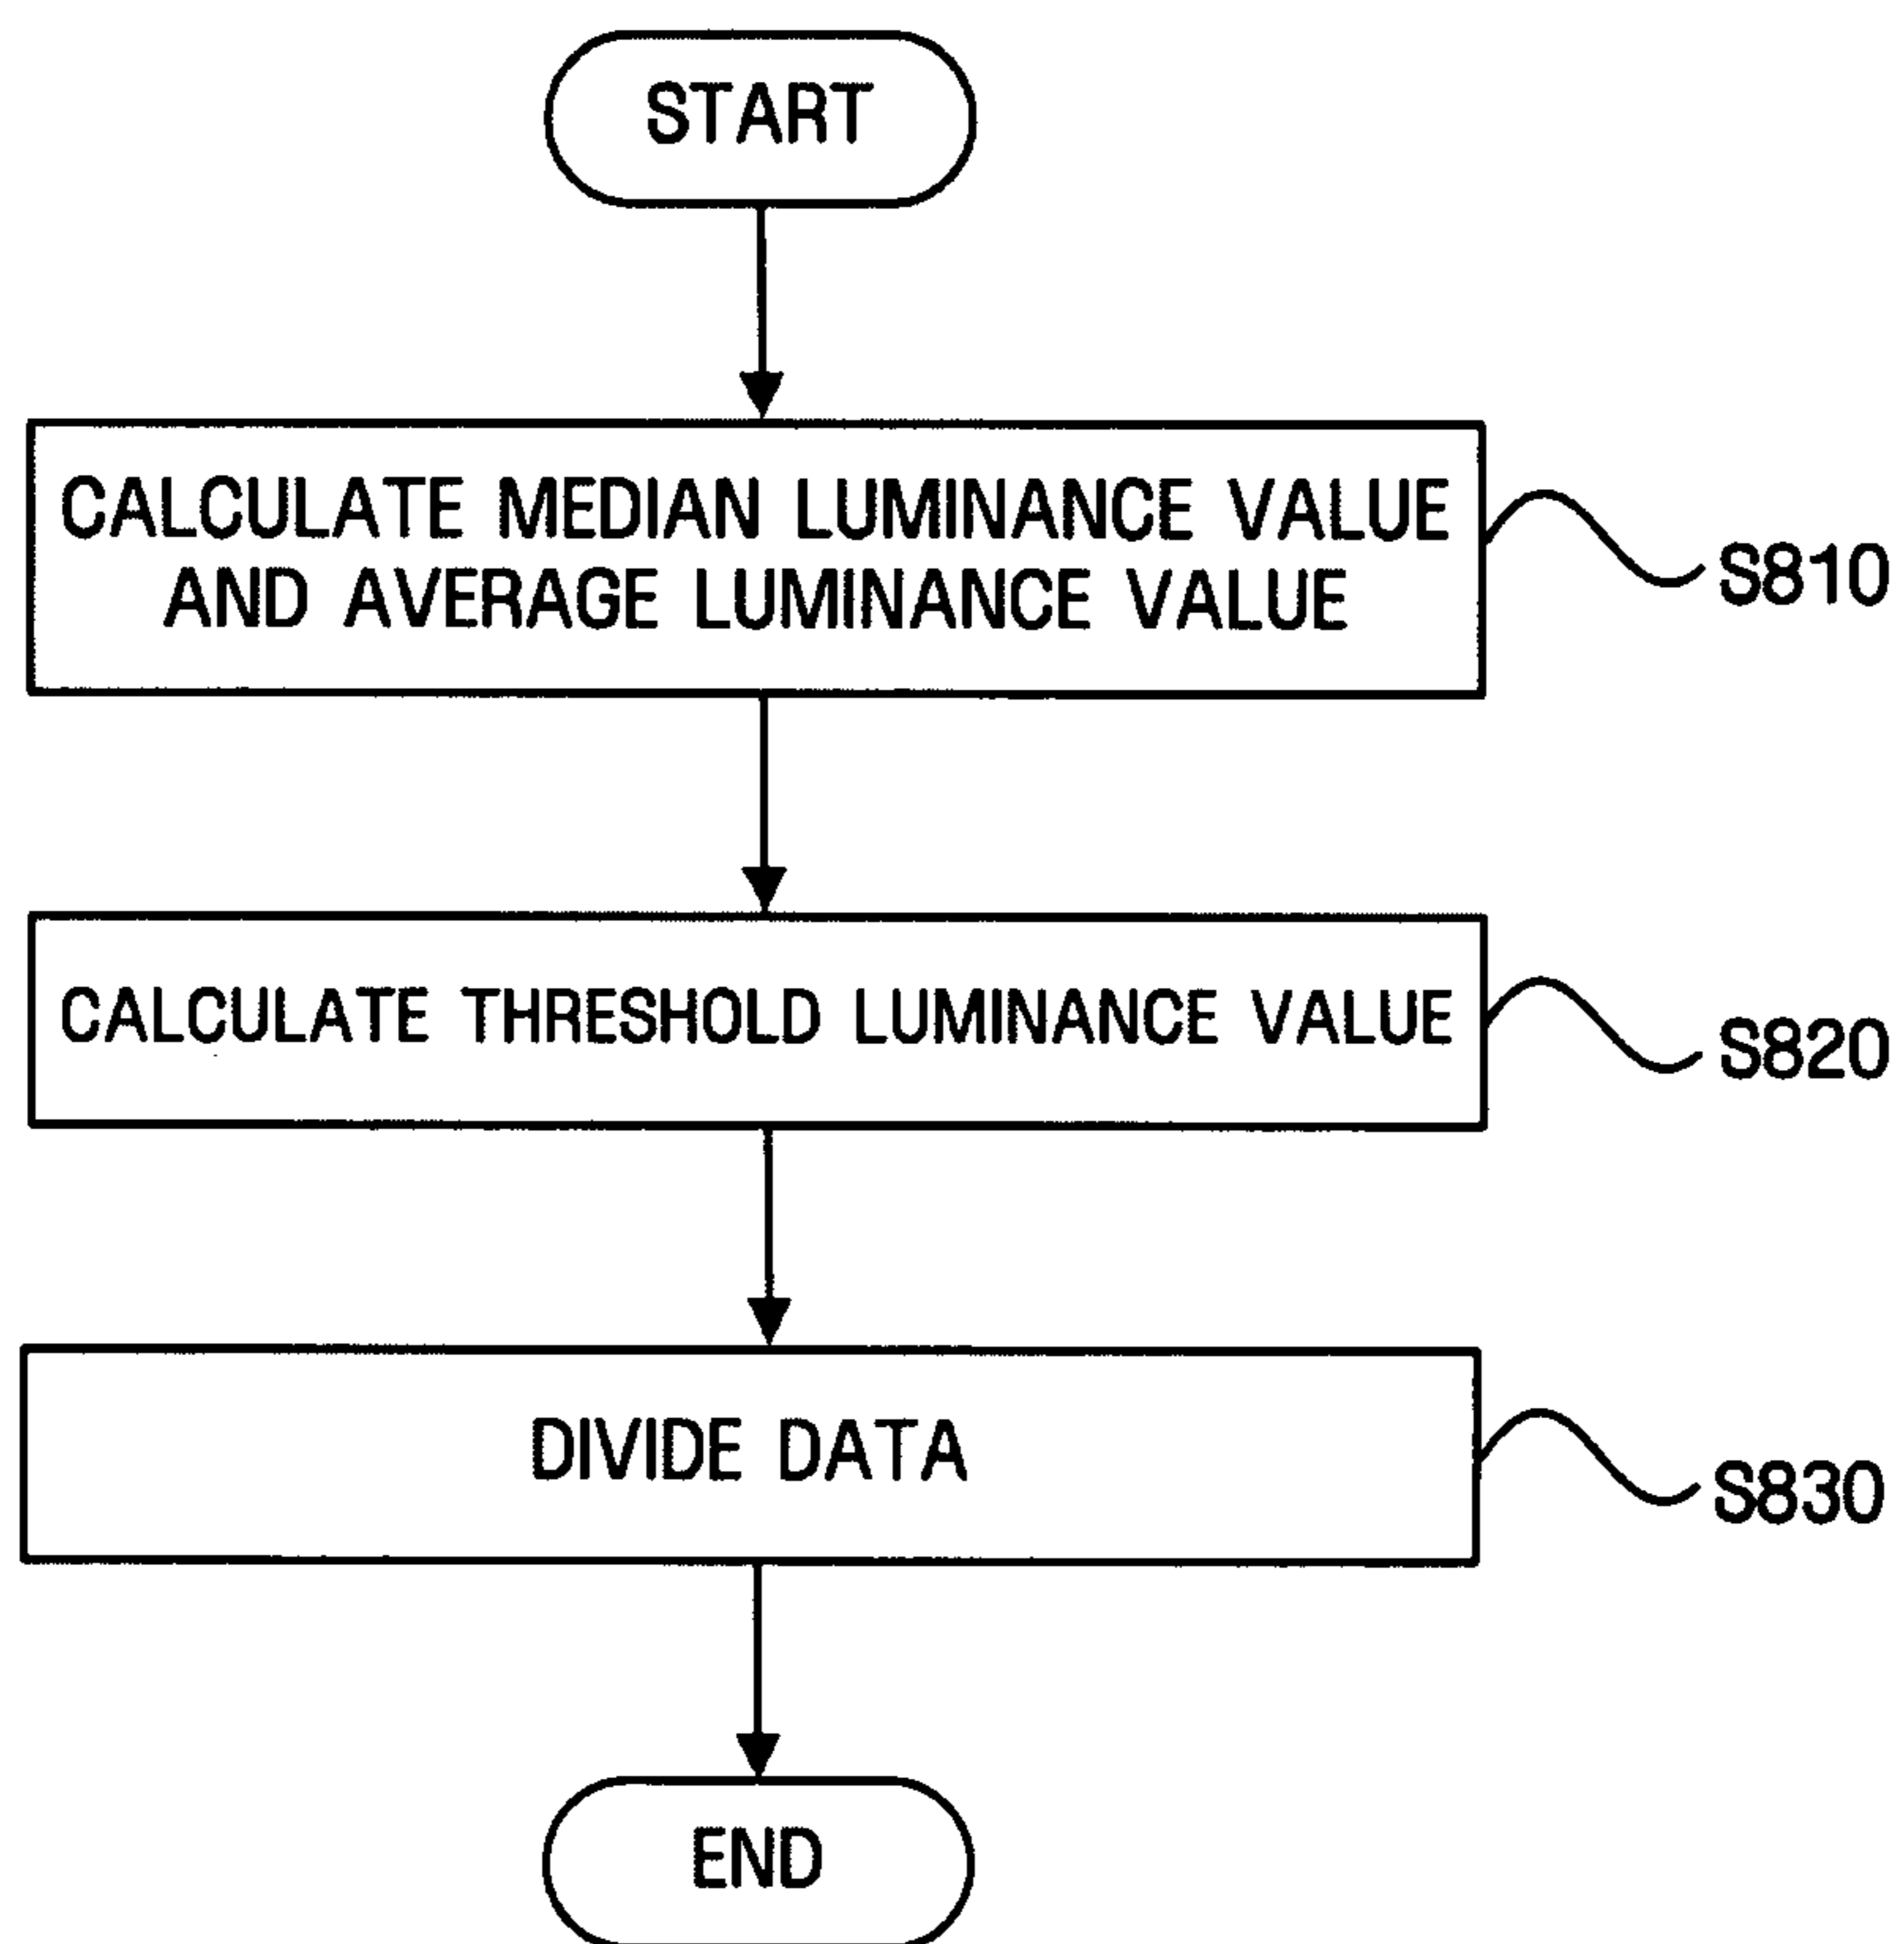 START
CALCULATE MEDIAN LUMINANCE VALUE
AND AVERAGE LUMINANCE VALUE
S810
CALCULATE THRESHOLD LUMINANCE VALUE
S820
DIVIDE DATA
S830
END